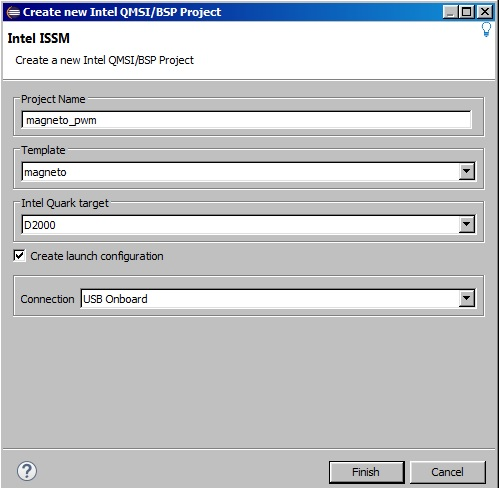 Create new Intel QMSI/BSP Project
Intel ISSM
Create a new Intel QMSI/BSP Project
Project Name
magneto_pwm
Template
magneto
Intel Quark target
D2000
Create launch configuration
Connection USB Onboard
? Finish Cancel